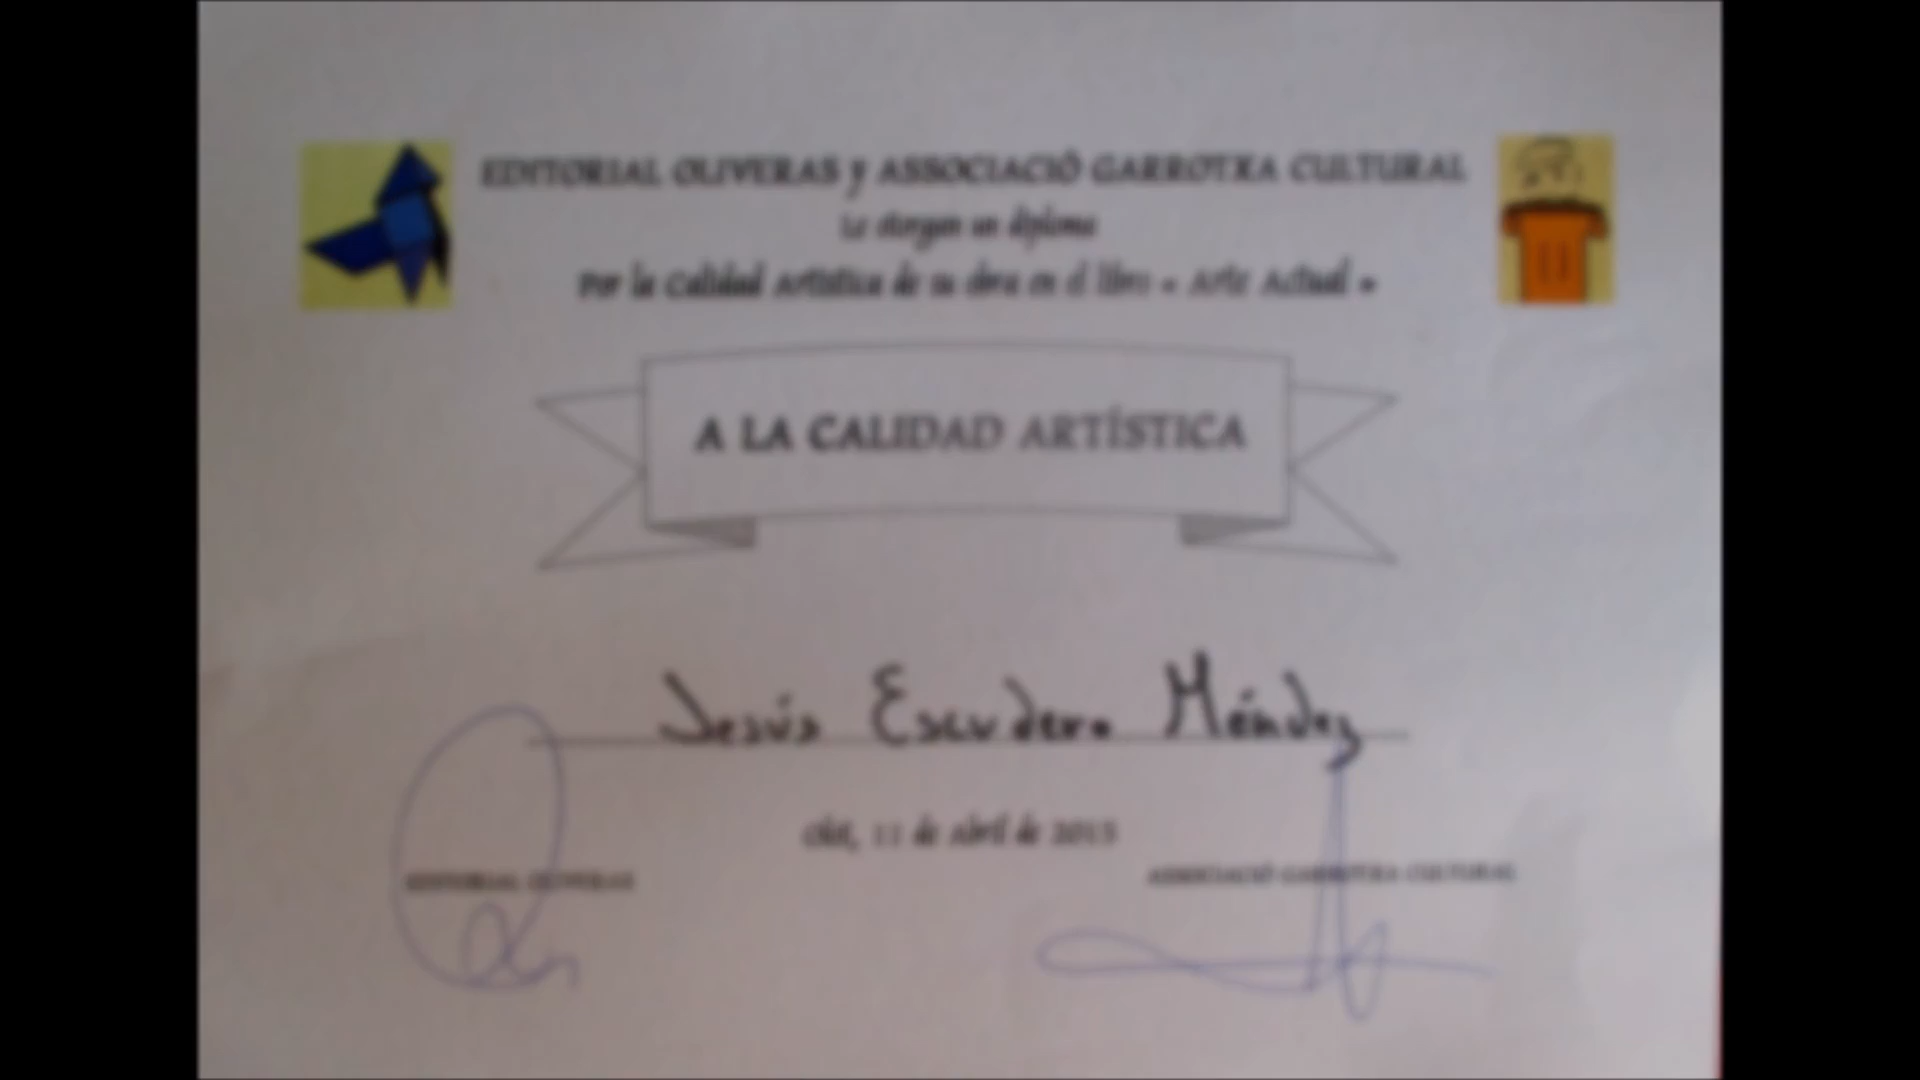 EDITORIAL OLIVERAS y ASSOCIACIÓ GARROTXA CULTURAL
Le otorgan un diploma
Por la Calidad Artística de su obra en el libro « Arte Actual »
A LA CALIDAD ARTÍSTICA
Jesús Escudero Méndez
Olot, 11 de Abril de 2015
EDITORIAL OLIVERAS
ASSOCIACIÓ GARROTXA CULTURAL